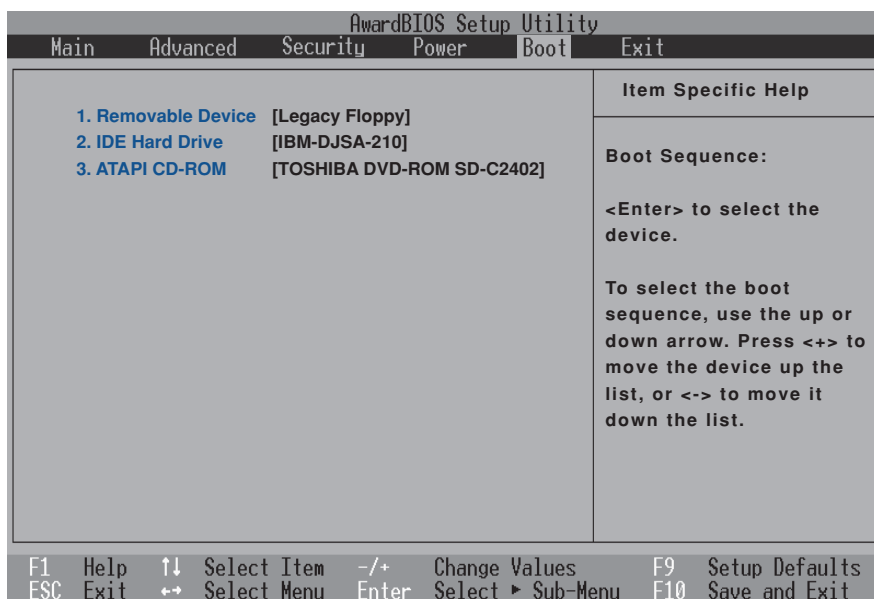 AwardBIOS Setup Utility
Main Advanced Security Power Boot Exit
1. Removable Device [Legacy Floppy]
2. IDE Hard Drive [IBM-DJSA-210]
3. ATAPI CD-ROM [TOSHIBA DVD-ROM SD-C2402]
Item Specific Help
Boot Sequence:
<Enter> to select the
device.
To select the boot
sequence, use the up or
down arrow. Press <+> to
move the device up the
list, or <-> to move it
down the list.
F1 Help ↑↓ Select Item -/+ Change Values F9 Setup Defaults
ESC Exit ←→ Select Menu Enter Select ► Sub-Menu F10 Save and Exit